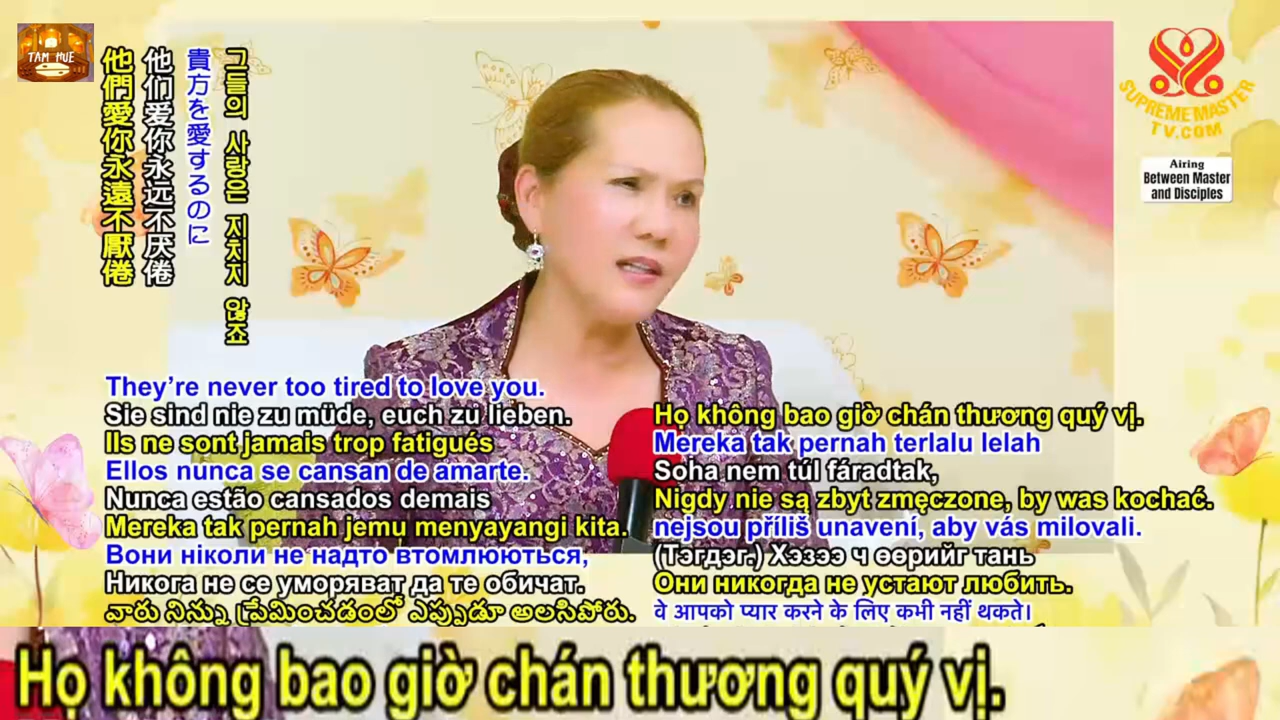 TAM HUE
他們愛你永遠不厭倦
他们爱你永远不厌倦
貴方を愛するのに
그들의 사랑은 지치지 않죠
SUPREME MASTER
TV.COM
Airing
Between Master
and Disciples
They're never too tired to love you.
Sie sind nie zu müde, euch zu lieben.
Ils ne sont jamais trop fatigués
Ellos nunca se cansan de amarte.
Nunca estão cansados demais
Mereka tak pernah jemu menyayangi kita.
Вони ніколи не надто втомлюються,
Никога не се уморяват да те обичат.
వారు నిన్ను ప్రేమించడంలో ఎప్పుడూ అలసిపోరు.
Họ không bao giờ chán thương quý vị.
Mereka tak pernah terlalu lelah
Soha nem túl fáradtak,
Nigdy nie są zbyt zmęczone, by was kochać.
nejsou příliš unavení, aby vás milovali.
(Тэгдэг.) Хэзээ ч өөрийг тань
Они никогда не устают любить.
वे आपको प्यार करने के लिए कभी नहीं थकते।
Họ không bao giờ chán thương quý vị.